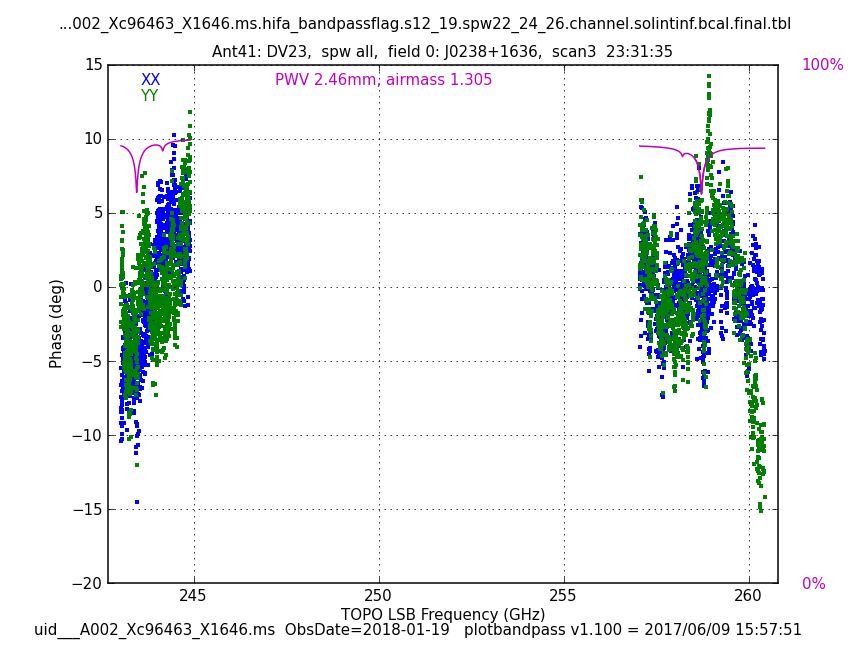 ...002_Xc96463_X1646.ms.hifa_bandpassflag.s12_19.spw22_24_26.channel.solintinf.bcal.final.tbl
Ant41: DV23,  spw all,  field 0: J0238+1636,  scan3  23:31:35
XX
YY
PWV 2.46mm, airmass 1.305
100%
0%
15
10
5
0
−5
−10
−15
−20
Phase (deg)
245
250
255
260
TOPO LSB Frequency (GHz)
uid___A002_Xc96463_X1646.ms  ObsDate=2018-01-19   plotbandpass v1.100 = 2017/06/09 15:57:51